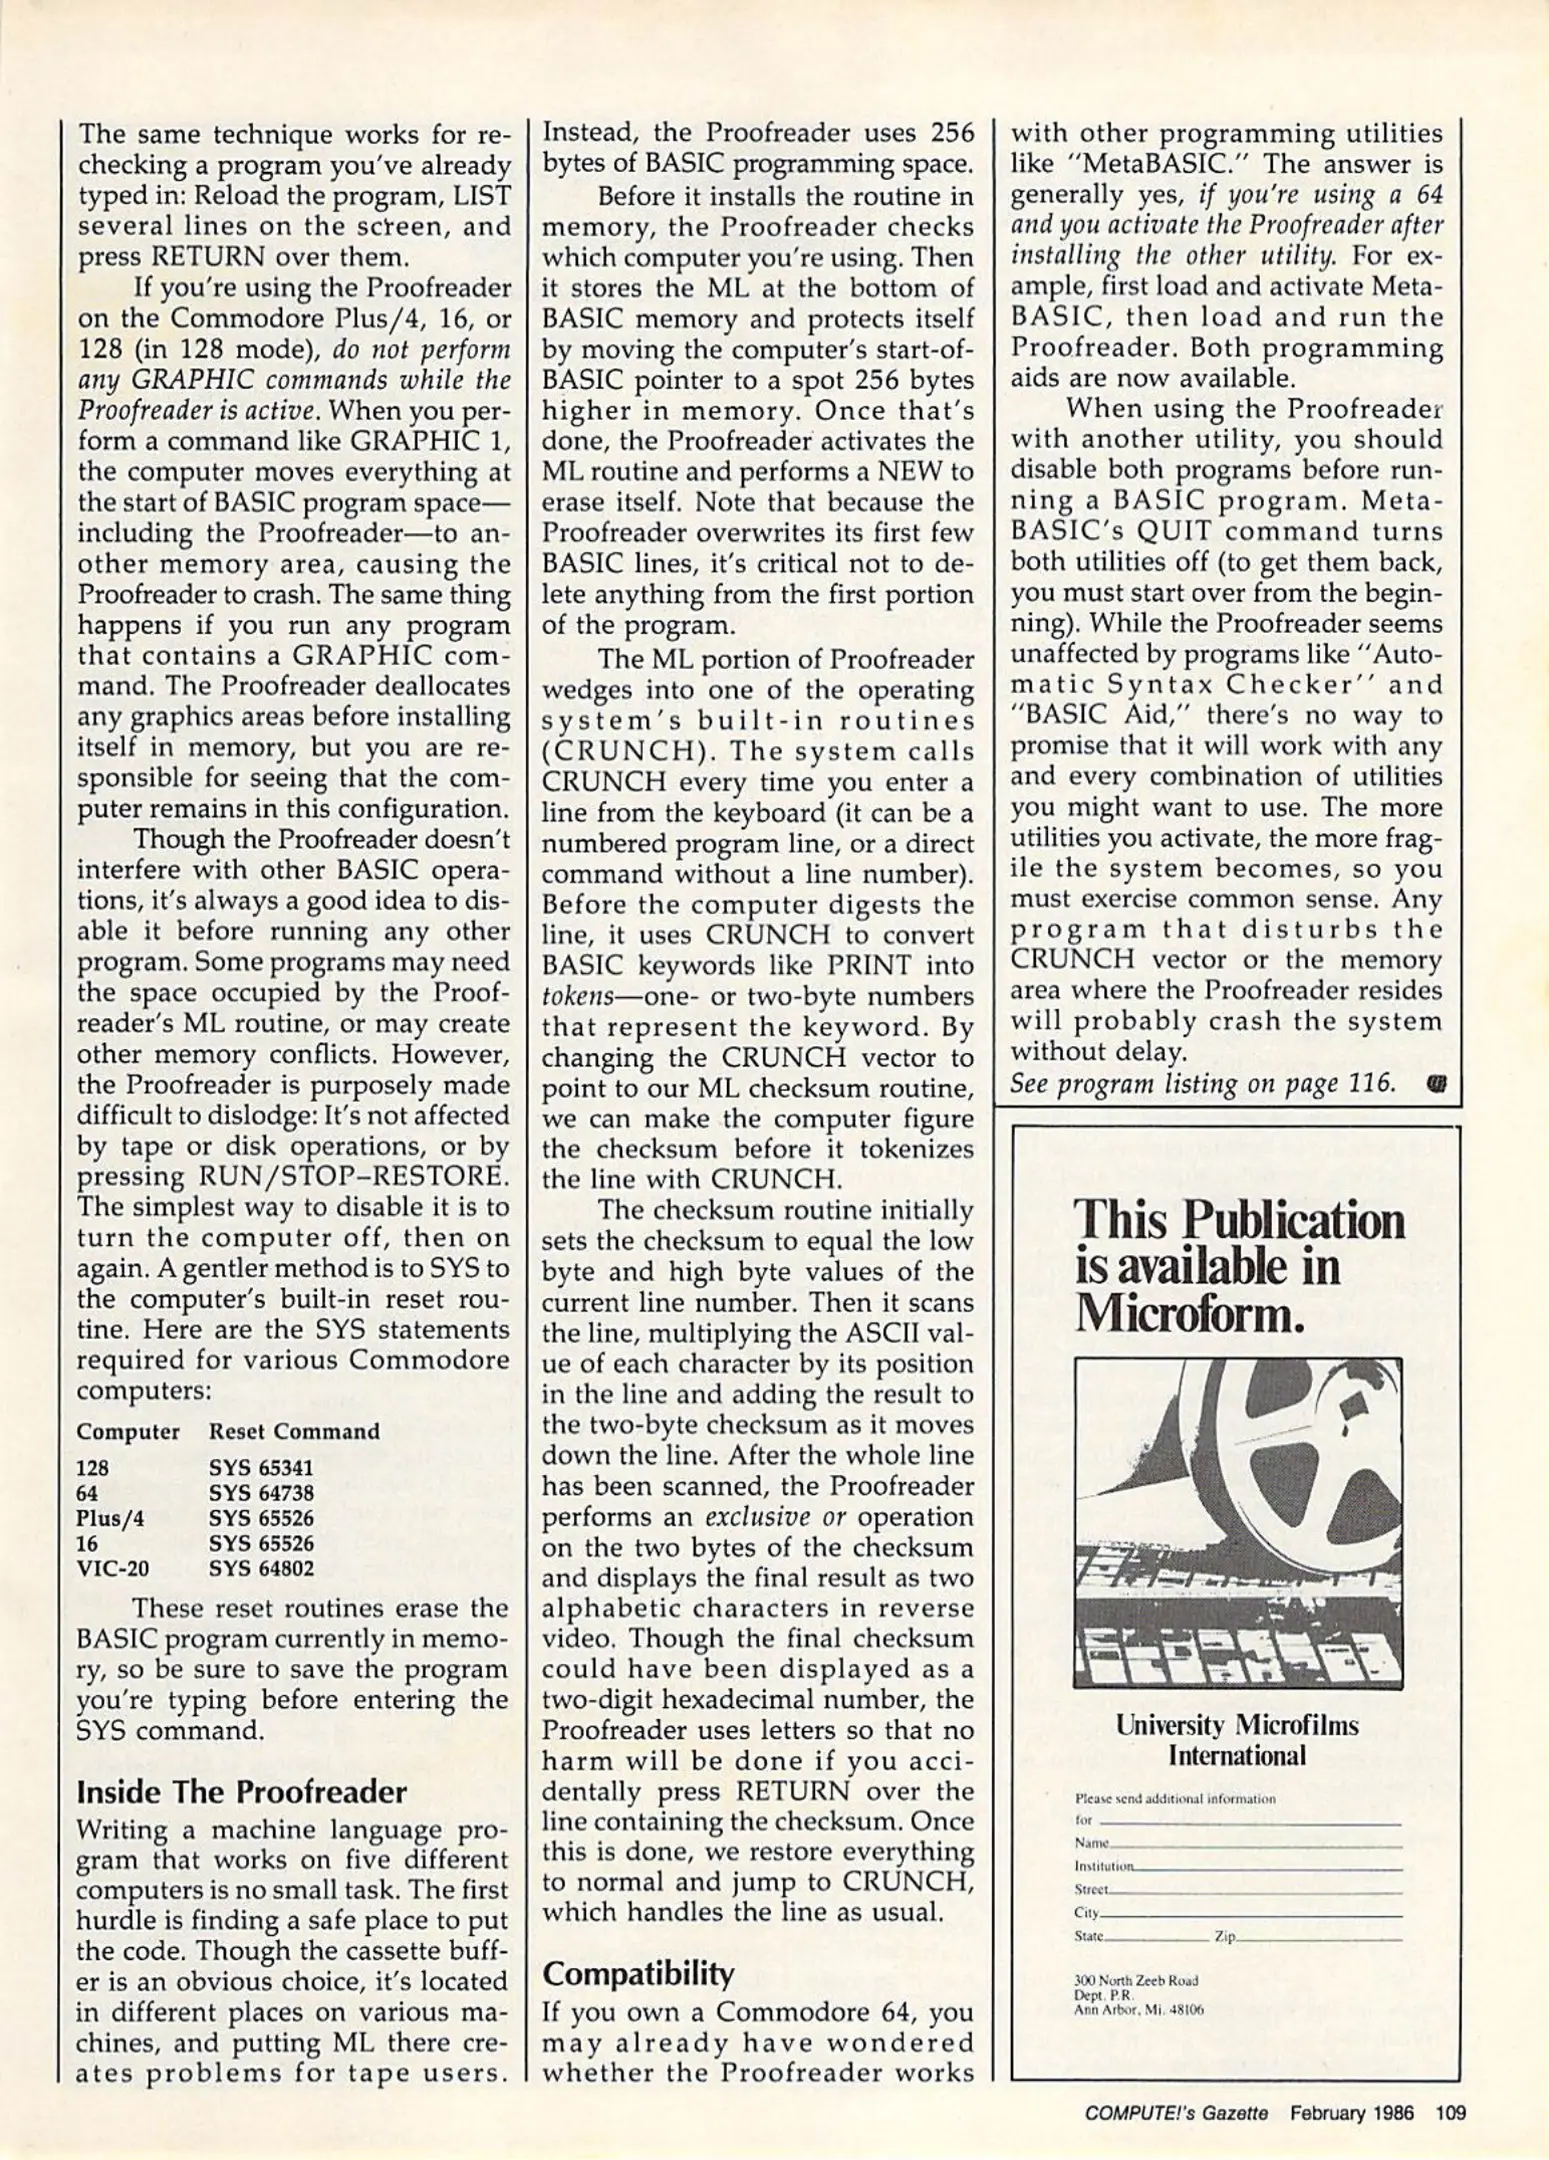 The same technique works for re-
checking a program you've already
typed in: Reload the program, LIST
several lines on the screen, and
press RETURN over them.
If you're using the Proofreader
on the Commodore Plus/4, 16, or
128 (in 128 mode), do not perform
any GRAPHIC commands while the
Proofreader is active. When you per-
form a command like GRAPHIC 1,
the computer moves everything at
the start of BASIC program space—
including the Proofreader—to an-
other memory area, causing the
Proofreader to crash. The same thing
happens if you run any program
that contains a GRAPHIC com-
mand. The Proofreader deallocates
any graphics areas before installing
itself in memory, but you are re-
sponsible for seeing that the com-
puter remains in this configuration.
Though the Proofreader doesn't
interfere with other BASIC opera-
tions, it's always a good idea to dis-
able it before running any other
program. Some programs may need
the space occupied by the Proof-
reader's ML routine, or may create
other memory conflicts. However,
the Proofreader is purposely made
difficult to dislodge: It's not affected
by tape or disk operations, or by
pressing RUN/STOP–RESTORE.
The simplest way to disable it is to
turn the computer off, then on
again. A gentler method is to SYS to
the computer's built-in reset rou-
tine. Here are the SYS statements
required for various Commodore
computers:
Computer Reset Command
128 SYS 65341
64 SYS 64738
Plus/4 SYS 65526
16 SYS 65526
VIC-20 SYS 64802
These reset routines erase the
BASIC program currently in memo-
ry, so be sure to save the program
you're typing before entering the
SYS command.
Inside The Proofreader
Writing a machine language pro-
gram that works on five different
computers is no small task. The first
hurdle is finding a safe place to put
the code. Though the cassette buff-
er is an obvious choice, it's located
in different places on various ma-
chines, and putting ML there cre-
ates problems for tape users.
Instead, the Proofreader uses 256
bytes of BASIC programming space.
Before it installs the routine in
memory, the Proofreader checks
which computer you're using. Then
it stores the ML at the bottom of
BASIC memory and protects itself
by moving the computer's start-of-
BASIC pointer to a spot 256 bytes
higher in memory. Once that's
done, the Proofreader activates the
ML routine and performs a NEW to
erase itself. Note that because the
Proofreader overwrites its first few
BASIC lines, it's critical not to de-
lete anything from the first portion
of the program.
The ML portion of Proofreader
wedges into one of the operating
system's built-in routines
(CRUNCH). The system calls
CRUNCH every time you enter a
line from the keyboard (it can be a
numbered program line, or a direct
command without a line number).
Before the computer digests the
line, it uses CRUNCH to convert
BASIC keywords like PRINT into
tokens—one- or two-byte numbers
that represent the keyword. By
changing the CRUNCH vector to
point to our ML checksum routine,
we can make the computer figure
the checksum before it tokenizes
the line with CRUNCH.
The checksum routine initially
sets the checksum to equal the low
byte and high byte values of the
current line number. Then it scans
the line, multiplying the ASCII val-
ue of each character by its position
in the line and adding the result to
the two-byte checksum as it moves
down the line. After the whole line
has been scanned, the Proofreader
performs an exclusive or operation
on the two bytes of the checksum
and displays the final result as two
alphabetic characters in reverse
video. Though the final checksum
could have been displayed as a
two-digit hexadecimal number, the
Proofreader uses letters so that no
harm will be done if you acci-
dentally press RETURN over the
line containing the checksum. Once
this is done, we restore everything
to normal and jump to CRUNCH,
which handles the line as usual.
Compatibility
If you own a Commodore 64, you
may already have wondered
whether the Proofreader works
with other programming utilities
like "MetaBASIC." The answer is
generally yes, if you're using a 64
and you activate the Proofreader after
installing the other utility. For ex-
ample, first load and activate Meta-
BASIC, then load and run the
Proofreader. Both programming
aids are now available.
When using the Proofreader
with another utility, you should
disable both programs before run-
ning a BASIC program. Meta-
BASIC's QUIT command turns
both utilities off (to get them back,
you must start over from the begin-
ning). While the Proofreader seems
unaffected by programs like "Auto-
matic Syntax Checker" and
"BASIC Aid," there's no way to
promise that it will work with any
and every combination of utilities
you might want to use. The more
utilities you activate, the more frag-
ile the system becomes, so you
must exercise common sense. Any
program that disturbs the
CRUNCH vector or the memory
area where the Proofreader resides
will probably crash the system
without delay.
See program listing on page 116.
This Publication
is available in
Microform.
University Microfilms
International
Please send additional information
for
Name
Institution
Street
City
State Zip
300 North Zeeb Road
Dept. P.R.
Ann Arbor, Mi. 48106
COMPUTE!'s Gazette February 1986 109